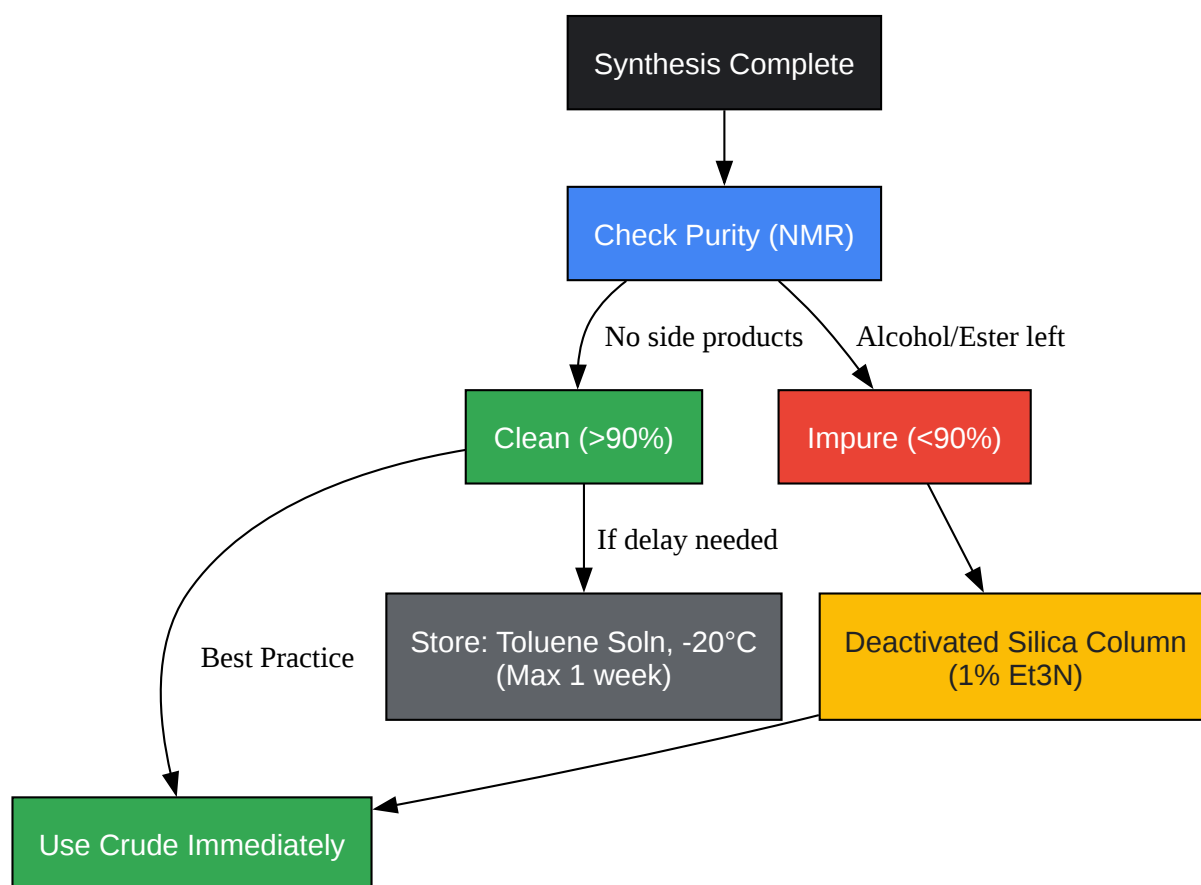 Synthesis Complete
Check Purity (NMR)
No side products
Alcohol/Ester left
Clean (>90%)
Impure (<90%)
If delay needed
Store: Toluene Soln, -20°C
(Max 1 week)
Deactivated Silica Column
(1% Et3N)
Best Practice
Use Crude Immediately